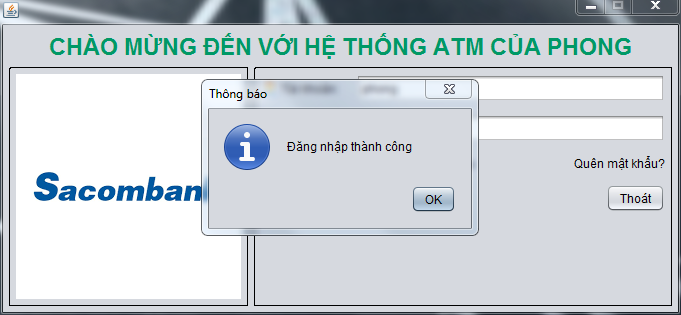 CHÀO MỪNG ĐẾN VỚI HỆ THỐNG ATM CỦA PHONG
Thông báo
Đăng nhập thành công
OK
Sacomban
Quên mật khẩu?
Thoát